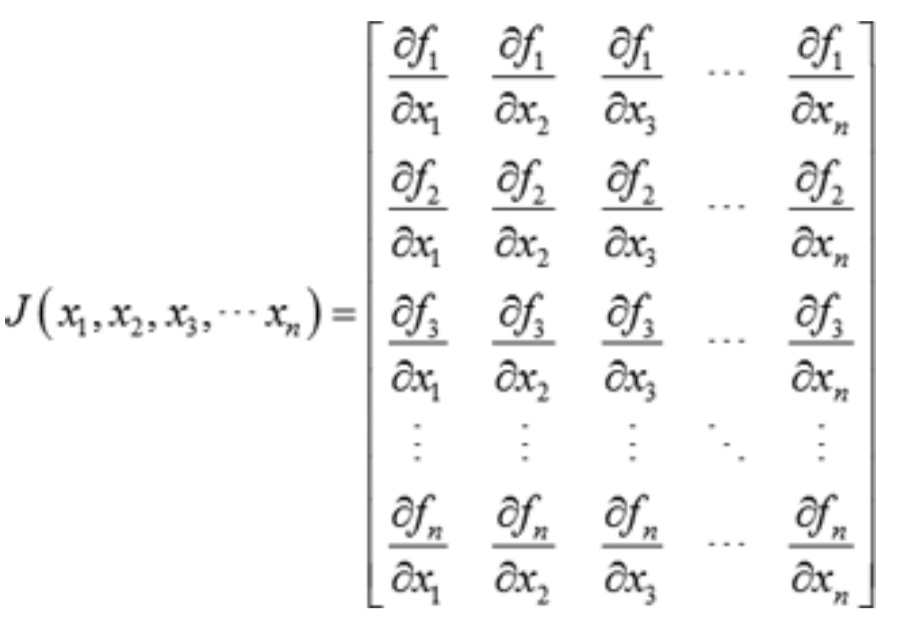 J(x₁, x₂, x₃, ⋯ xₙ) = [
∂f₁/∂x₁ ∂f₁/∂x₂ ∂f₁/∂x₃ ⋯ ∂f₁/∂xₙ
∂f₂/∂x₁ ∂f₂/∂x₂ ∂f₂/∂x₃ ⋯ ∂f₂/∂xₙ
∂f₃/∂x₁ ∂f₃/∂x₂ ∂f₃/∂x₃ ⋯ ∂f₃/∂xₙ
⋮ ⋮ ⋮ ⋱ ⋮
∂fₙ/∂x₁ ∂fₙ/∂x₂ ∂fₙ/∂x₃ ⋯ ∂fₙ/∂xₙ ]